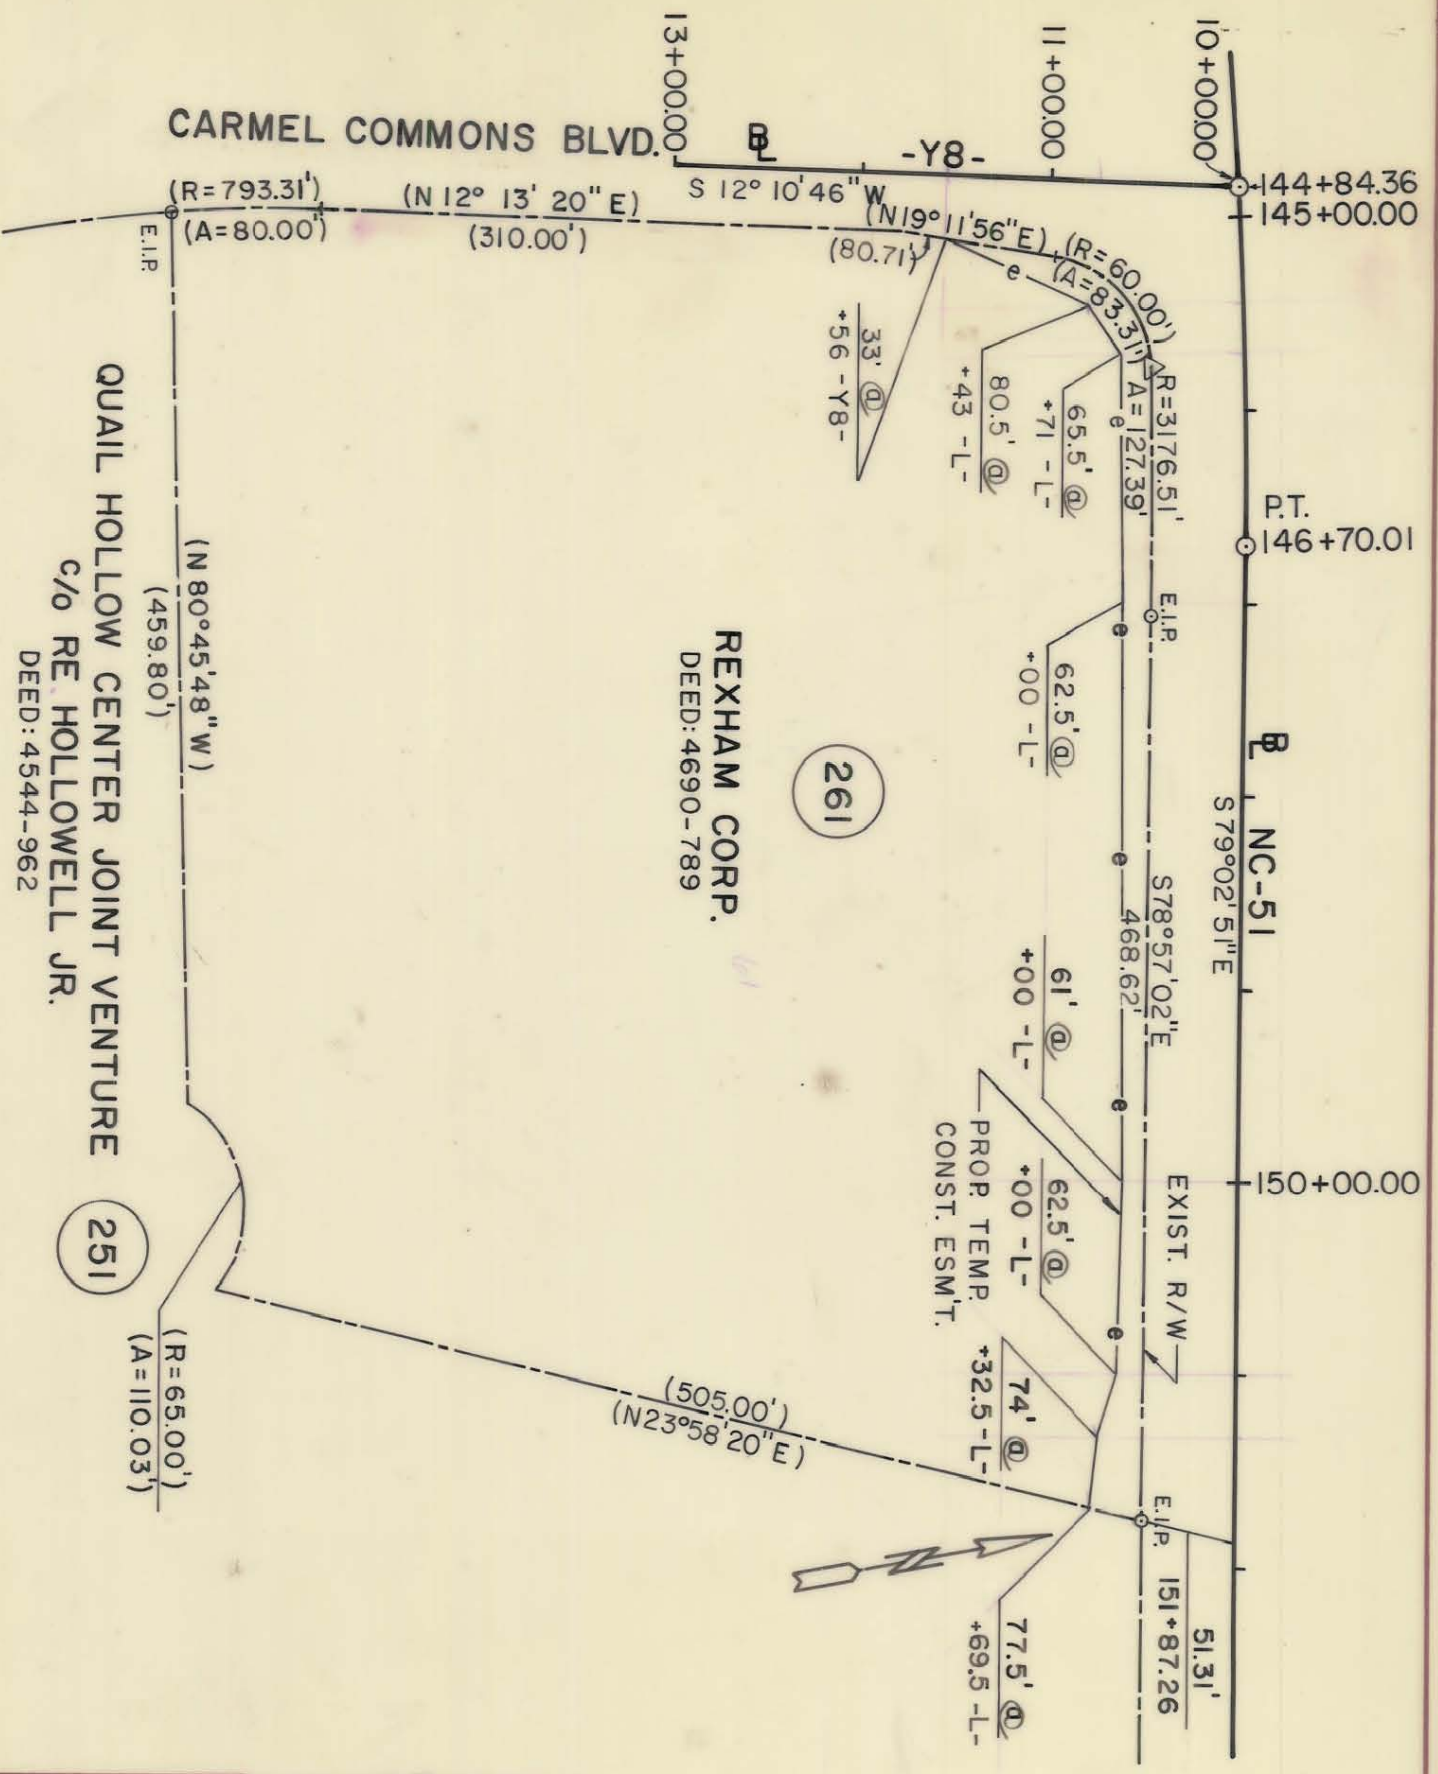 13+00.00
11+00.00
10+00.00
144+84.36
145+00.00
CARMEL COMMONS BLVD.
BL
-Y8-
S 12° 10' 46" W
(R=793.31')
(A=80.00')
E.I.P.
(N 12° 13' 20" E)
(310.00')
(N19° 11' 56"E)
(80.71')
(R=60.00')
(A=83.31')
33' @
+56 -Y8-
80.5' @
+43 -L-
65.5' @
+71 -L-
R=3176.51'
A=127.39'
e
e
P.T.
146+70.01
E.I.P.
e
62.5' @
+00 -L-
BL NC-51
S 79°02'51"E
S78°57'02"E
468.62'
e
REXHAM CORP.
DEED: 4690-789
261
61' @
+00 -L-
e
PROP. TEMP.
CONST. ESM'T.
62.5' @
+00 -L-
150+00.00
EXIST. R/W
e
74' @
+32.5 -L-
77.5' @
+69.5 -L-
E.I.P.
51.31'
151+87.26
N
(505.00')
(N23°58'20"E)
(N 80°45'48"W)
(459.80')
QUAIL HOLLOW CENTER JOINT VENTURE
c/o RE HOLLOWELL JR.
DEED: 4544-962
251
(R=65.00')
(A=110.03')